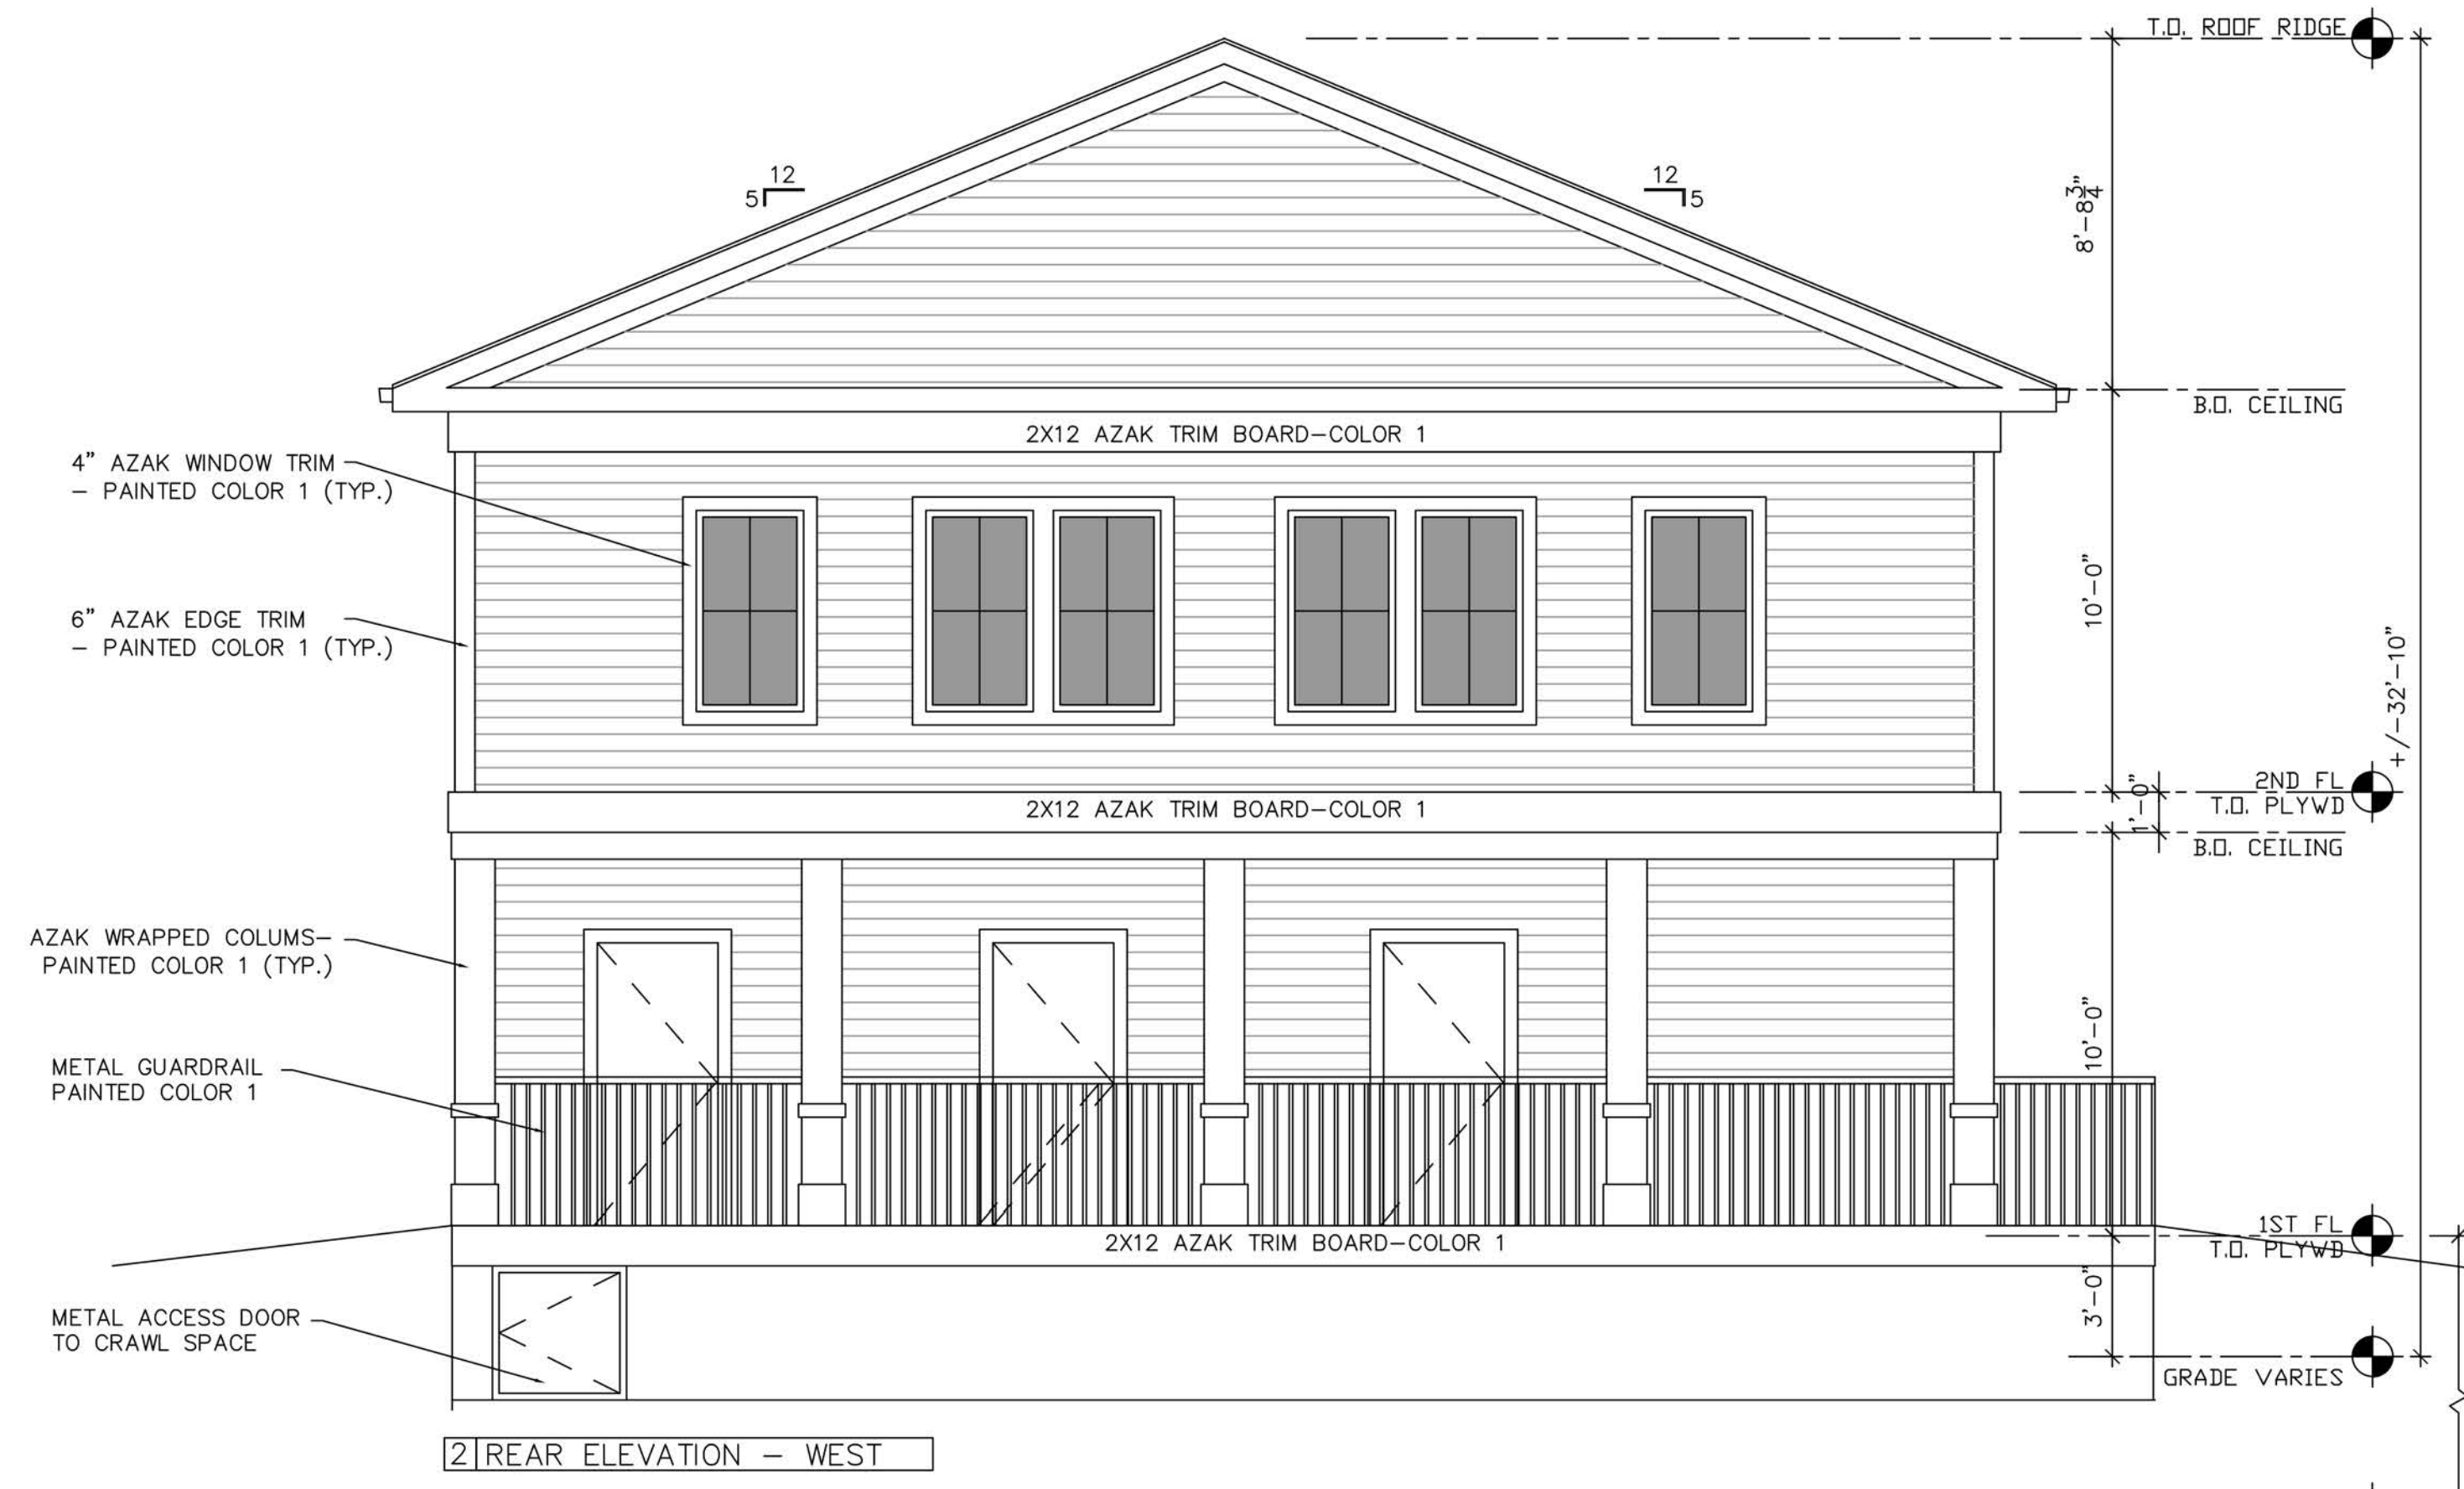 T.O. ROOF RIDGE
12
5
12
5
8'-8 3/4"
B.O. CEILING
2X12 AZAK TRIM BOARD-COLOR 1
4" AZAK WINDOW TRIM
- PAINTED COLOR 1 (TYP.)
10'-0"
6" AZAK EDGE TRIM
- PAINTED COLOR 1 (TYP.)
+/-32'-10"
2ND FL
T.O. PLYWD
1'-0"
2X12 AZAK TRIM BOARD-COLOR 1
B.O. CEILING
AZAK WRAPPED COLUMS-
PAINTED COLOR 1 (TYP.)
10'-0"
METAL GUARDRAIL
PAINTED COLOR 1
1ST FL
T.O. PLYWD
2X12 AZAK TRIM BOARD-COLOR 1
3'-0"
METAL ACCESS DOOR
TO CRAWL SPACE
GRADE VARIES
2 REAR ELEVATION - WEST